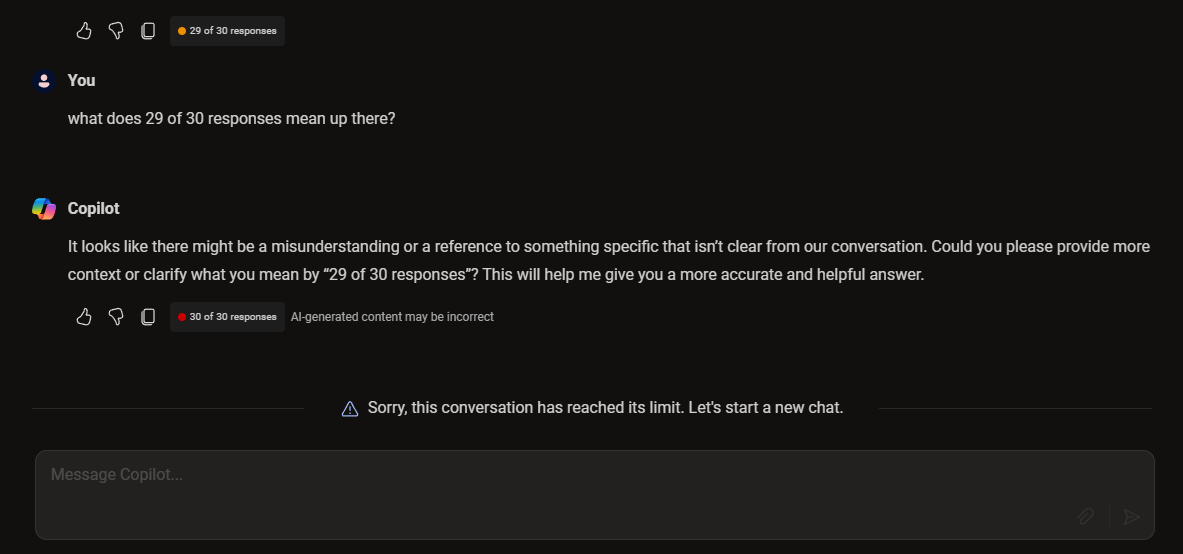 29 of 30 responses
You
what does 29 of 30 responses mean up there?
Copilot
It looks like there might be a misunderstanding or a reference to something specific that isn’t clear from our conversation. Could you please provide more
context or clarify what you mean by “29 of 30 responses”? This will help me give you a more accurate and helpful answer.
30 of 30 responses AI-generated content may be incorrect
Sorry, this conversation has reached its limit. Let's start a new chat.
Message Copilot...